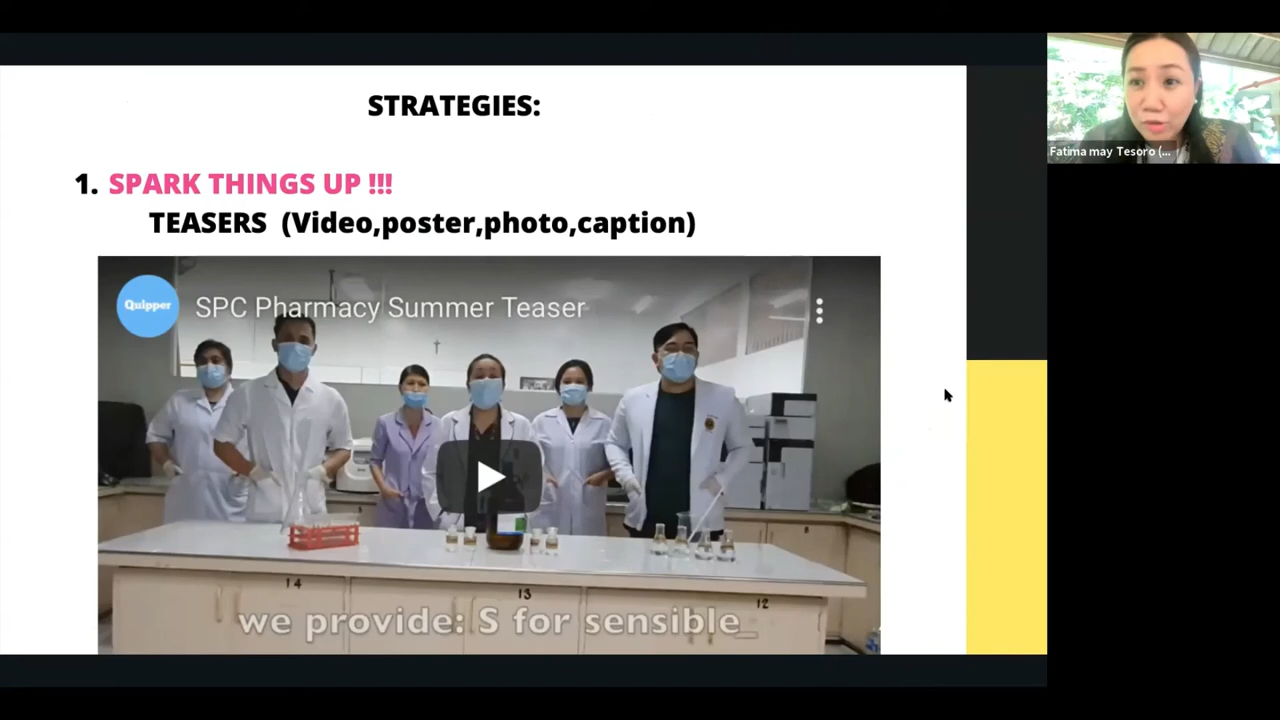 STRATEGIES:
1. SPARK THINGS UP !!!
TEASERS (Video,poster,photo,caption)
Quipper
SPC Pharmacy Summer Teaser
14
13
12
we provide: S for sensible_
Fatima may Tesoro (...